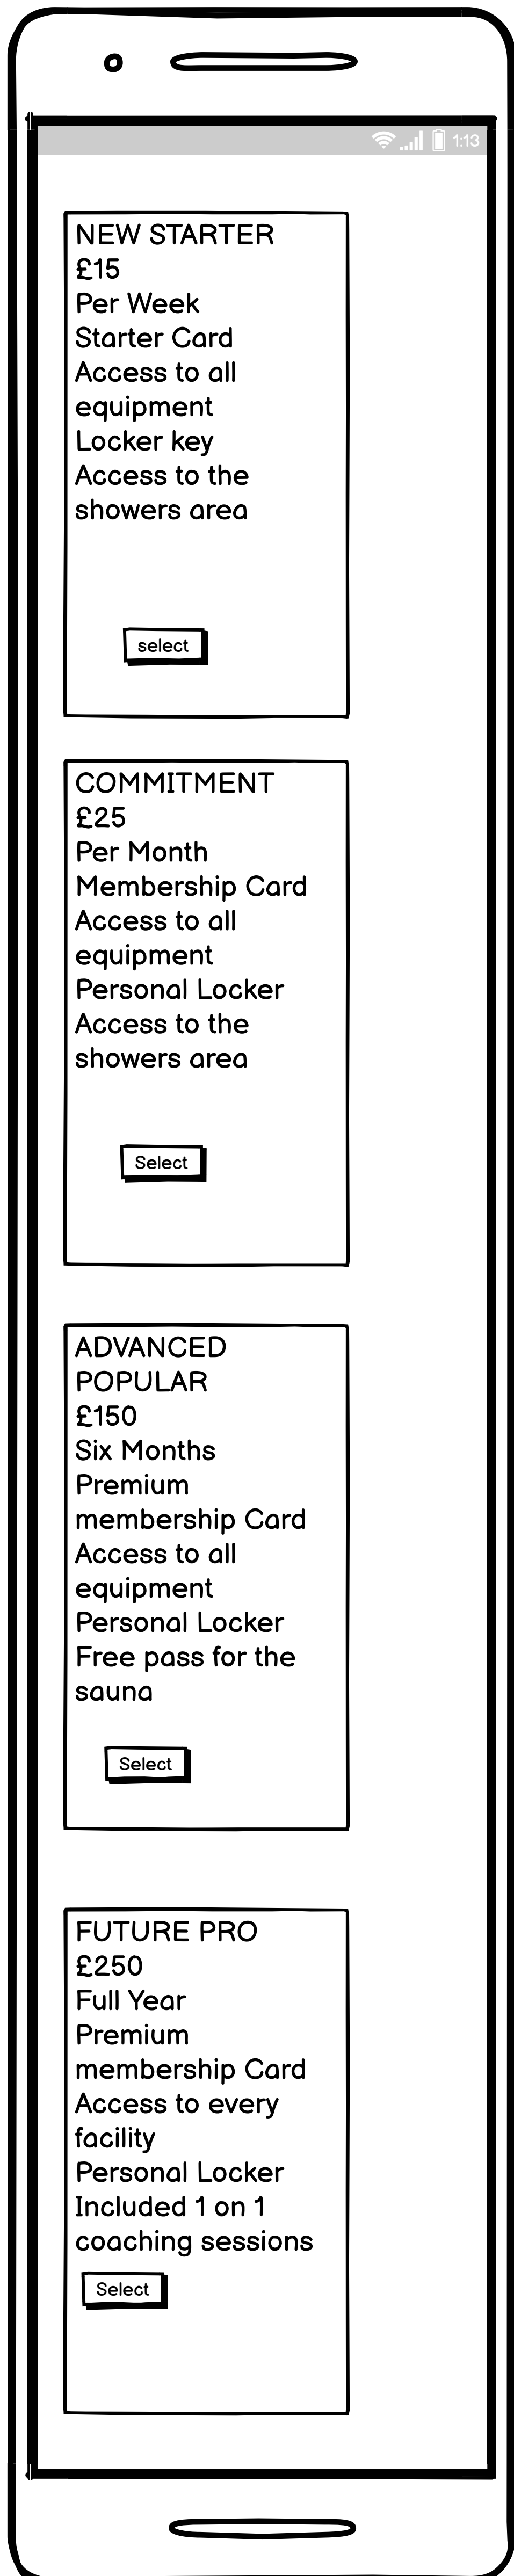 1:13
NEW STARTER
£15
Per Week
Starter Card
Access to all
equipment
Locker key
Access to the
showers area
select
COMMITMENT
£25
Per Month
Membership Card
Access to all
equipment
Personal Locker
Access to the
showers area
Select
ADVANCED
POPULAR
£150
Six Months
Premium
membership Card
Access to all
equipment
Personal Locker
Free pass for the
sauna
Select
FUTURE PRO
£250
Full Year
Premium
membership Card
Access to every
facility
Personal Locker
Included 1 on 1
coaching sessions
Select